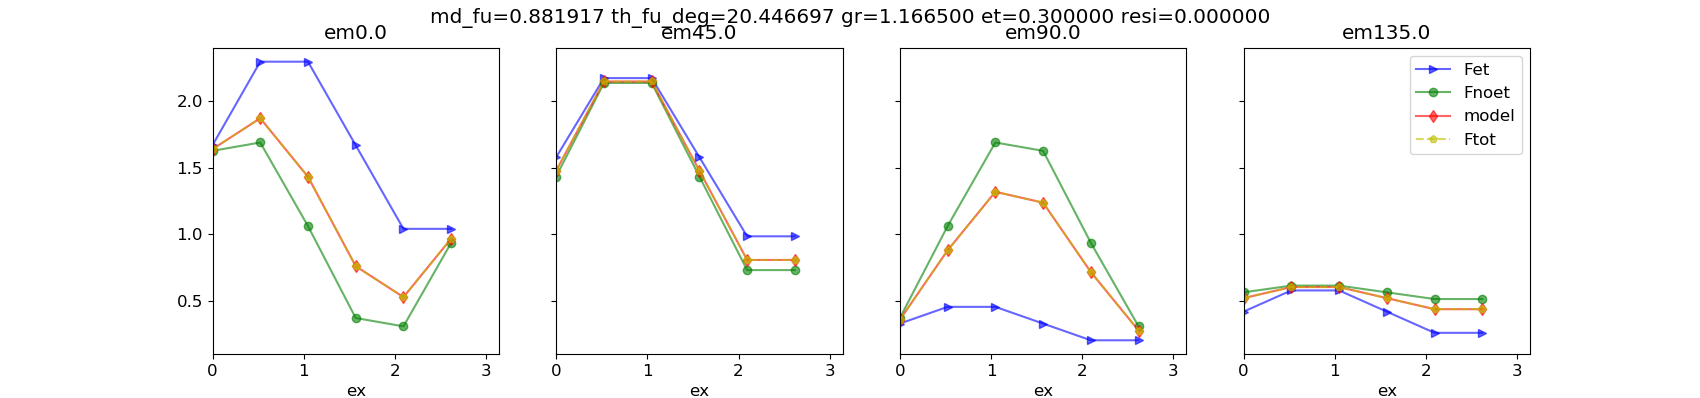 md_fu=0.881917 th_fu_deg=20.446697 gr=1.166500 et=0.300000 resi=0.000000
em0.0 em45.0 em90.0 em135.0
Fet
Fnoet
model
Ftot
2.0
1.5
1.0
0.5
0 1 2 3 0 1 2 3 0 1 2 3 0 1 2 3
ex ex ex ex